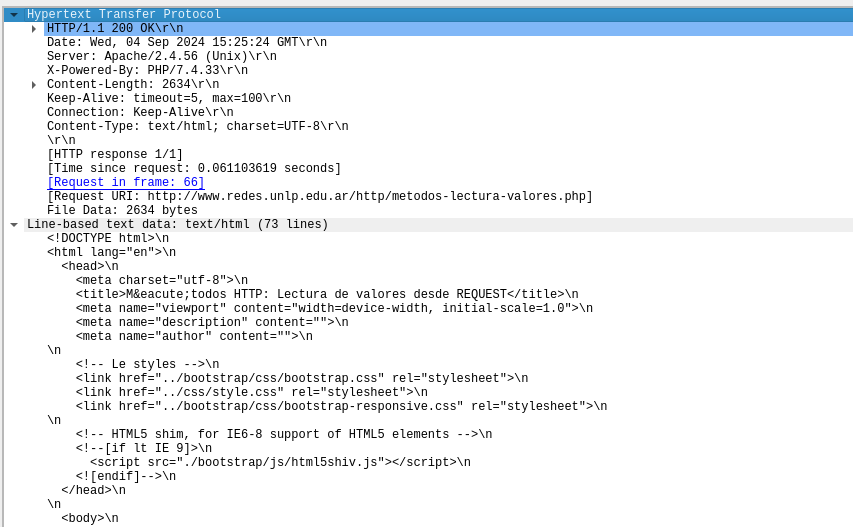 Hypertext Transfer Protocol
HTTP/1.1 200 OK\r\n
Date: Wed, 04 Sep 2024 15:25:24 GMT\r\n
Server: Apache/2.4.56 (Unix)\r\n
X-Powered-By: PHP/7.4.33\r\n
Content-Length: 2634\r\n
Keep-Alive: timeout=5, max=100\r\n
Connection: Keep-Alive\r\n
Content-Type: text/html; charset=UTF-8\r\n
\r\n
[HTTP response 1/1]
[Time since request: 0.061103619 seconds]
[Request in frame: 66]
[Request URI: http://www.redes.unlp.edu.ar/http/metodos-lectura-valores.php]
File Data: 2634 bytes
Line-based text data: text/html (73 lines)
<!DOCTYPE html>\n
<html lang="en">\n
<head>\n
<meta charset="utf-8">\n
<title>M&eacute;todos HTTP: Lectura de valores desde REQUEST</title>\n
<meta name="viewport" content="width=device-width, initial-scale=1.0">\n
<meta name="description" content="">\n
<meta name="author" content="">\n
\n
<!-- Le styles -->\n
<link href="../bootstrap/css/bootstrap.css" rel="stylesheet">\n
<link href="../css/style.css" rel="stylesheet">\n
<link href="../bootstrap/css/bootstrap-responsive.css" rel="stylesheet">\n
\n
<!-- HTML5 shim, for IE6-8 support of HTML5 elements -->\n
<!--[if lt IE 9]>\n
<script src="./bootstrap/js/html5shiv.js"></script>\n
<![endif]-->\n
</head>\n
\n
<body>\n